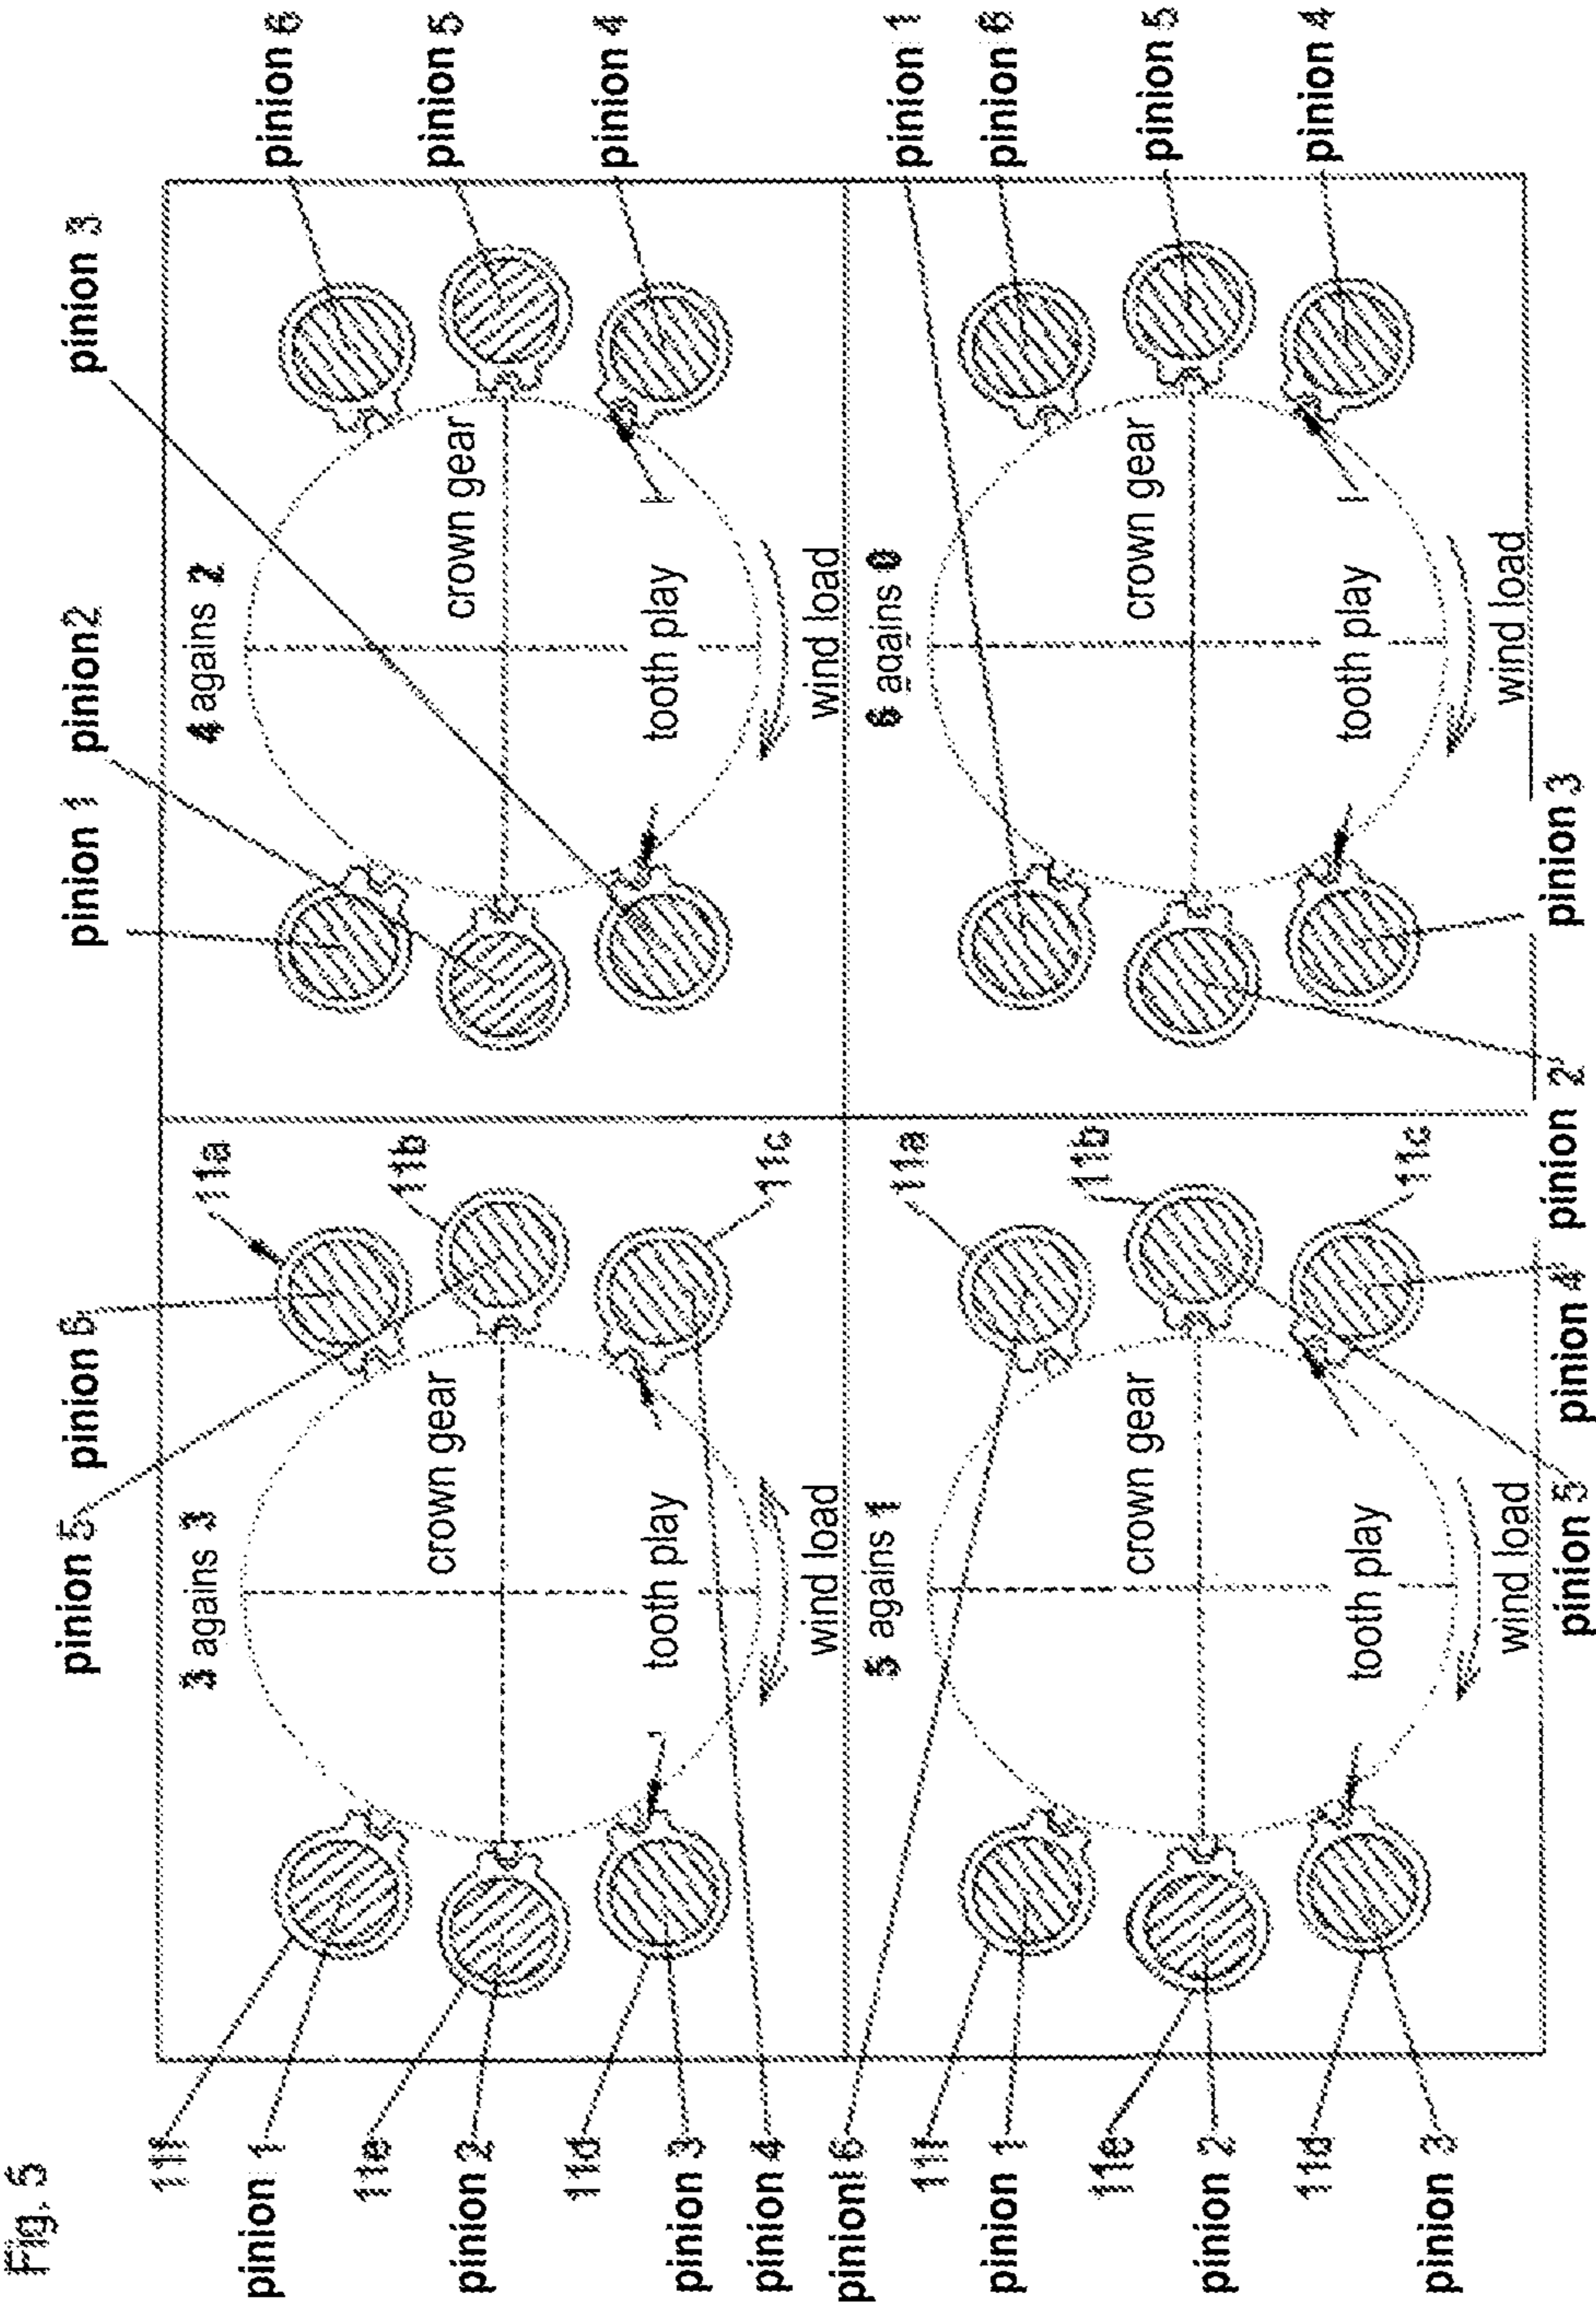 Fig. 5
11f
pinion 1
11e
pinion 2
11d
pinion 3
pinion 4
pinion 5
pinion 6
11a
11b
11c
3 agains 3
crown gear
tooth play
wind load
pinion 1
pinion2
pinion 3
pinion 6
pinion 5
pinion 4
4 agains 2
crown gear
tooth play
wind load
pinion 6
11f
pinion 1
11e
pinion 2
11d
pinion 3
11a
11b
11c
5 agains 1
crown gear
tooth play
wind load
pinion 5
pinion 4
pinion 2
pinion 3
pinion 1
pinion 6
pinion 5
pinion 4
6 agains 0
crown gear
tooth play
wind load